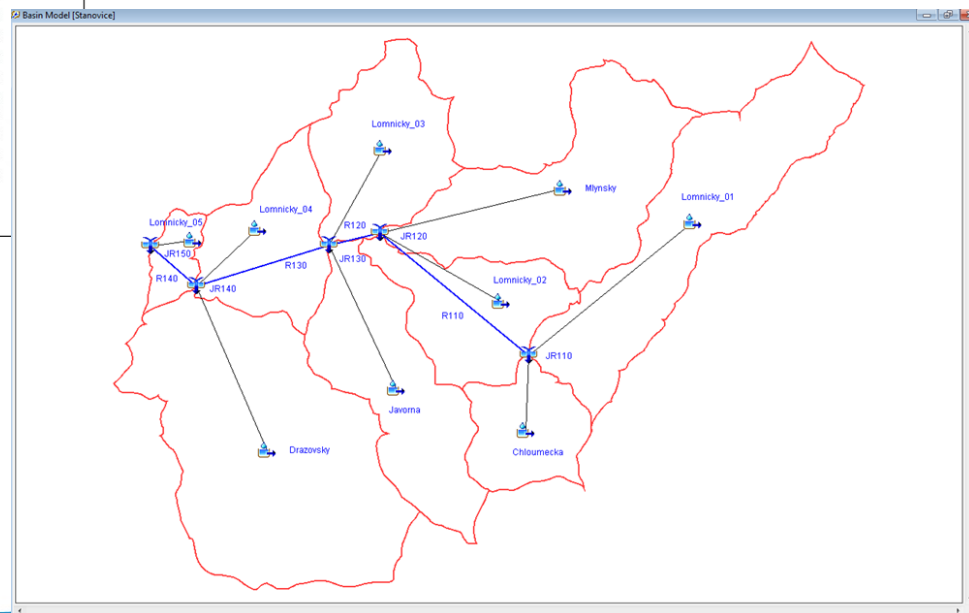 Basin Model [Stanovice]
Lomnicky_03
Mlynsky
Lomnicky_01
Lomnicky_04
Lomnicky_05
R120
JR120
JR150
JR130
R130
R140
JR140
Lomnicky_02
R110
JR110
Javorna
Drazovsky
Chloumecka